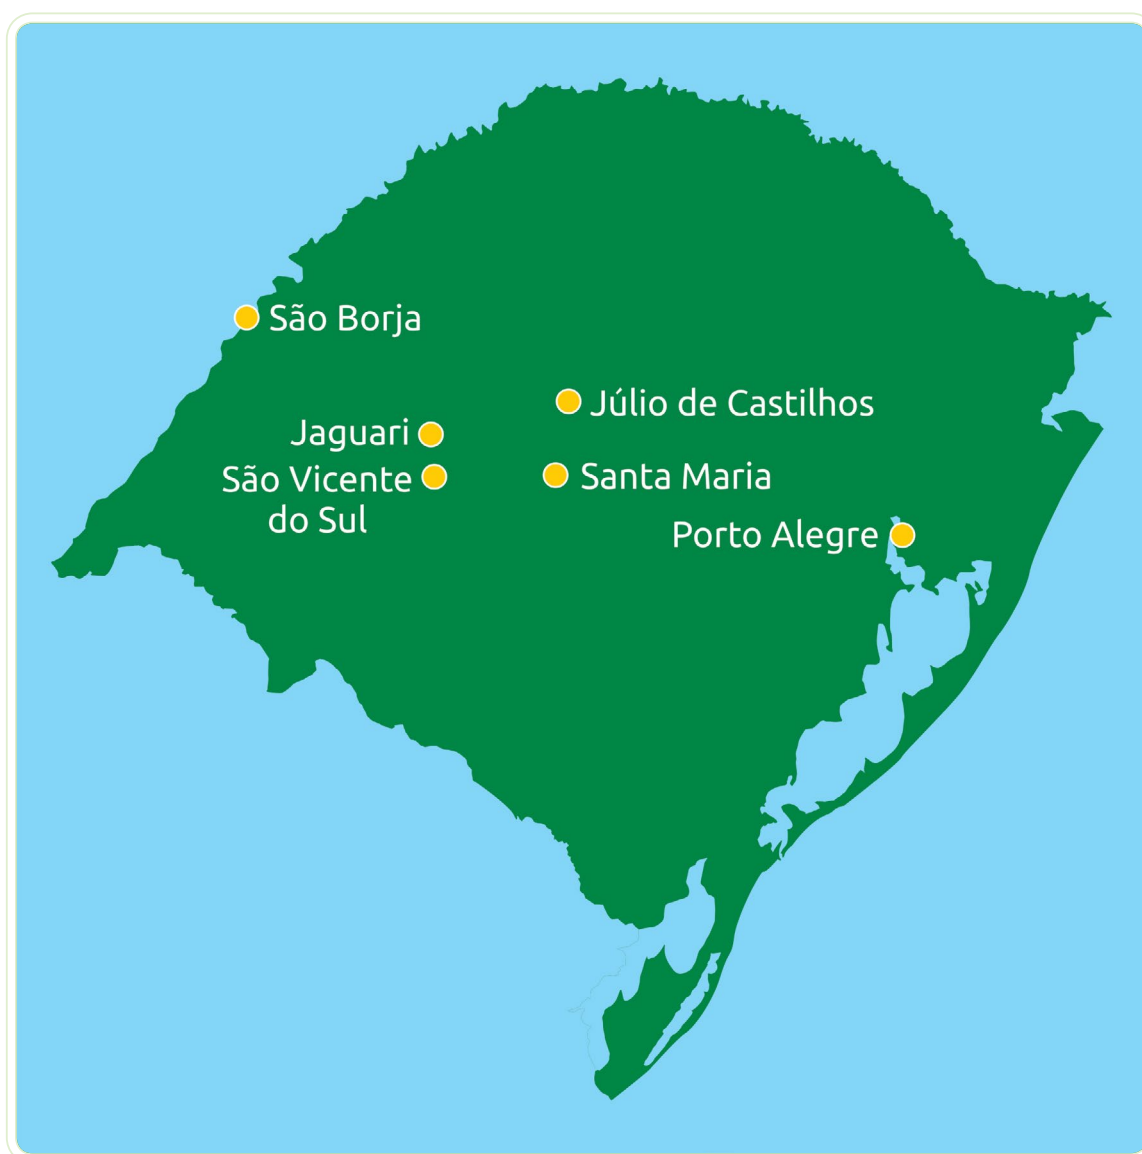 São Borja
Júlio de Castilhos
Jaguari
São Vicente
do Sul
Santa Maria
Porto Alegre